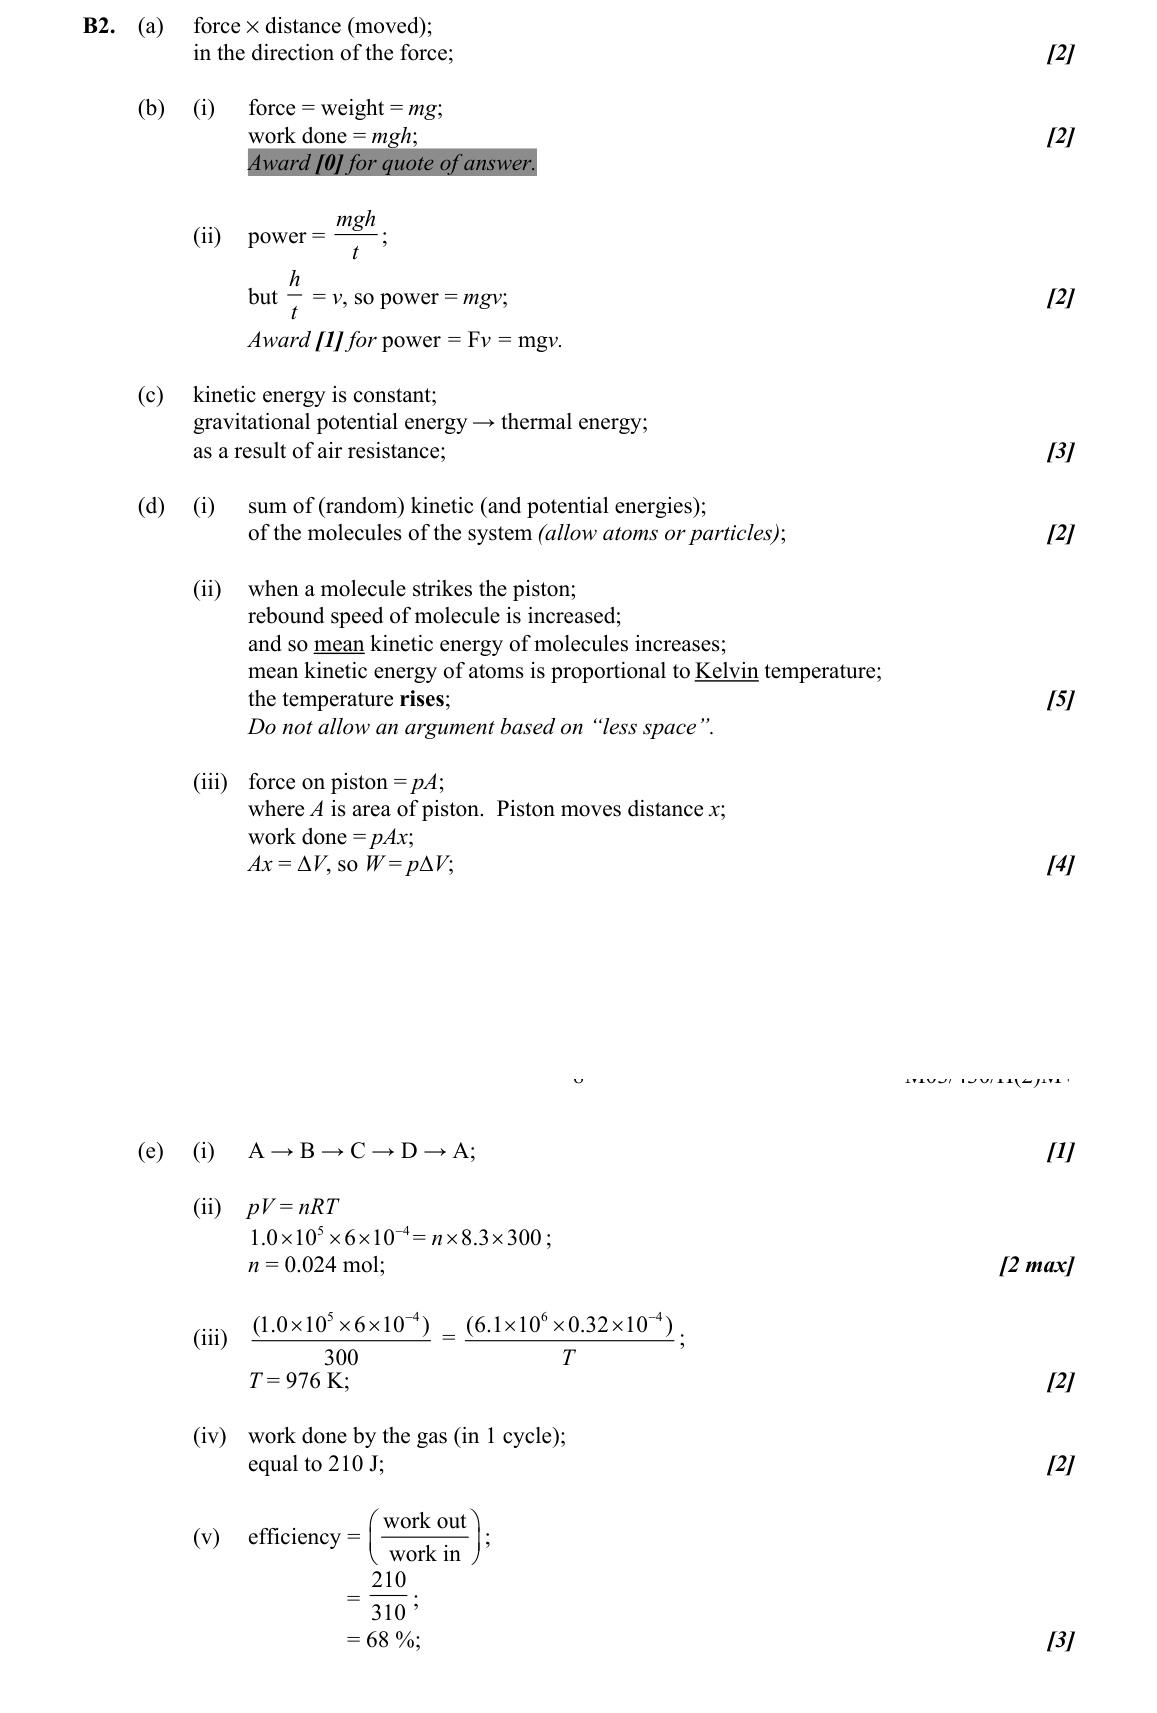 B2. (a) force × distance (moved);
in the direction of the force; [2]
(b) (i) force = weight = mg;
work done = mgh; [2]
Award [0] for quote of answer.
(ii) power = mgh/t;
but h/t = v, so power = mgv; [2]
Award [1] for power = Fv = mgv.
(c) kinetic energy is constant;
gravitational potential energy → thermal energy;
as a result of air resistance; [3]
(d) (i) sum of (random) kinetic (and potential energies);
of the molecules of the system (allow atoms or particles); [2]
(ii) when a molecule strikes the piston;
rebound speed of molecule is increased;
and so mean kinetic energy of molecules increases;
mean kinetic energy of atoms is proportional to Kelvin temperature;
the temperature rises; [5]
Do not allow an argument based on “less space”.
(iii) force on piston = pA;
where A is area of piston. Piston moves distance x;
work done = pAx;
Ax = ΔV, so W = pΔV; [4]
(e) (i) A → B → C → D → A; [1]
(ii) pV = nRT
1.0×10⁵ ×6×10⁻⁴ = n×8.3×300;
n = 0.024 mol; [2 max]
(iii) (1.0×10⁵ ×6×10⁻⁴)/300 = (6.1×10⁶ ×0.32×10⁻⁴)/T;
T = 976 K; [2]
(iv) work done by the gas (in 1 cycle);
equal to 210 J; [2]
(v) efficiency = (work out/work in);
= 210/310;
= 68 %; [3]